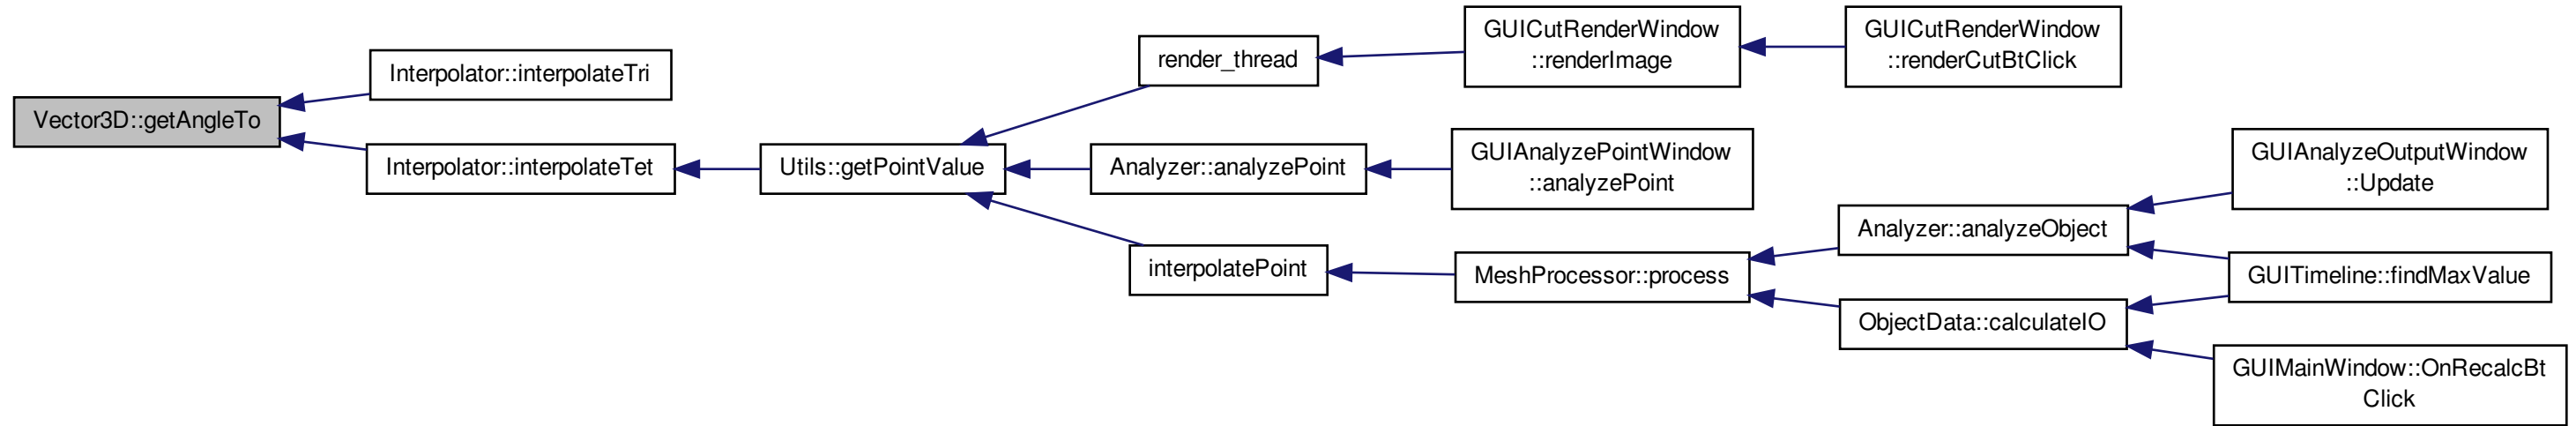 Vector3D::getAngleTo
Interpolator::interpolateTri
Interpolator::interpolateTet
Utils::getPointValue
render_thread
Analyzer::analyzePoint
interpolatePoint
GUICutRenderWindow
::renderImage
GUIAnalyzePointWindow
::analyzePoint
MeshProcessor::process
GUICutRenderWindow
::renderCutBtClick
Analyzer::analyzeObject
ObjectData::calculateIO
GUIAnalyzeOutputWindow
::Update
GUITimeline::findMaxValue
GUIMainWindow::OnRecalcBt
Click